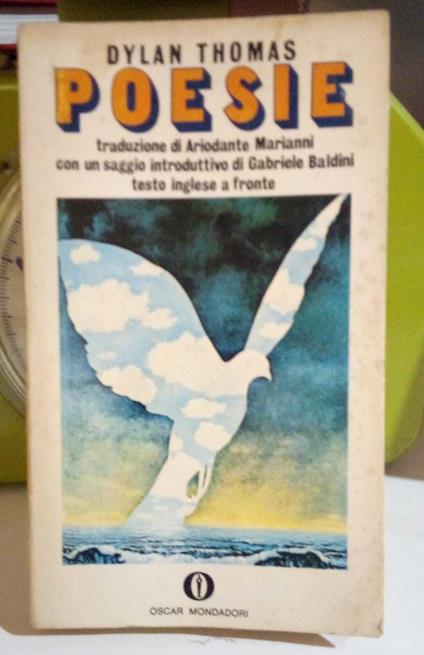 DYLAN THOMAS
POESIE
traduzione di Ariodante Marianni
con un saggio introduttivo di Gabriele Baldini
testo inglese a fronte
OSCAR MONDADORI